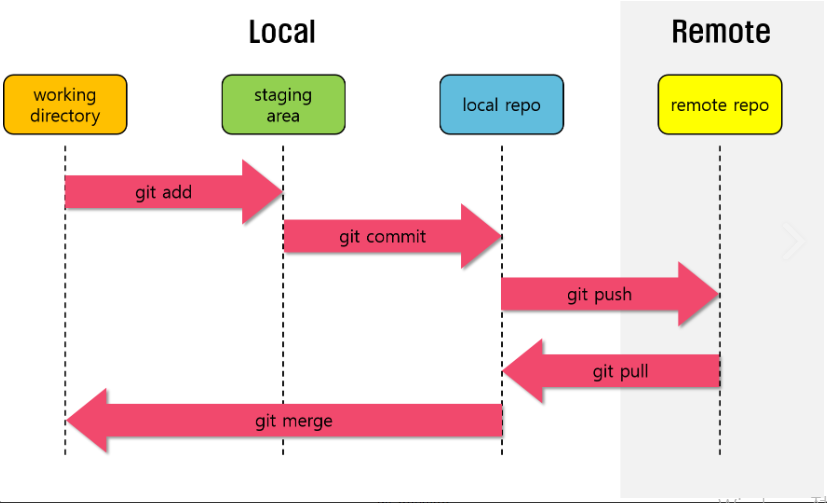 Local
Remote
working
directory
staging
area
local repo
remote repo
git add
git commit
git push
git pull
git merge